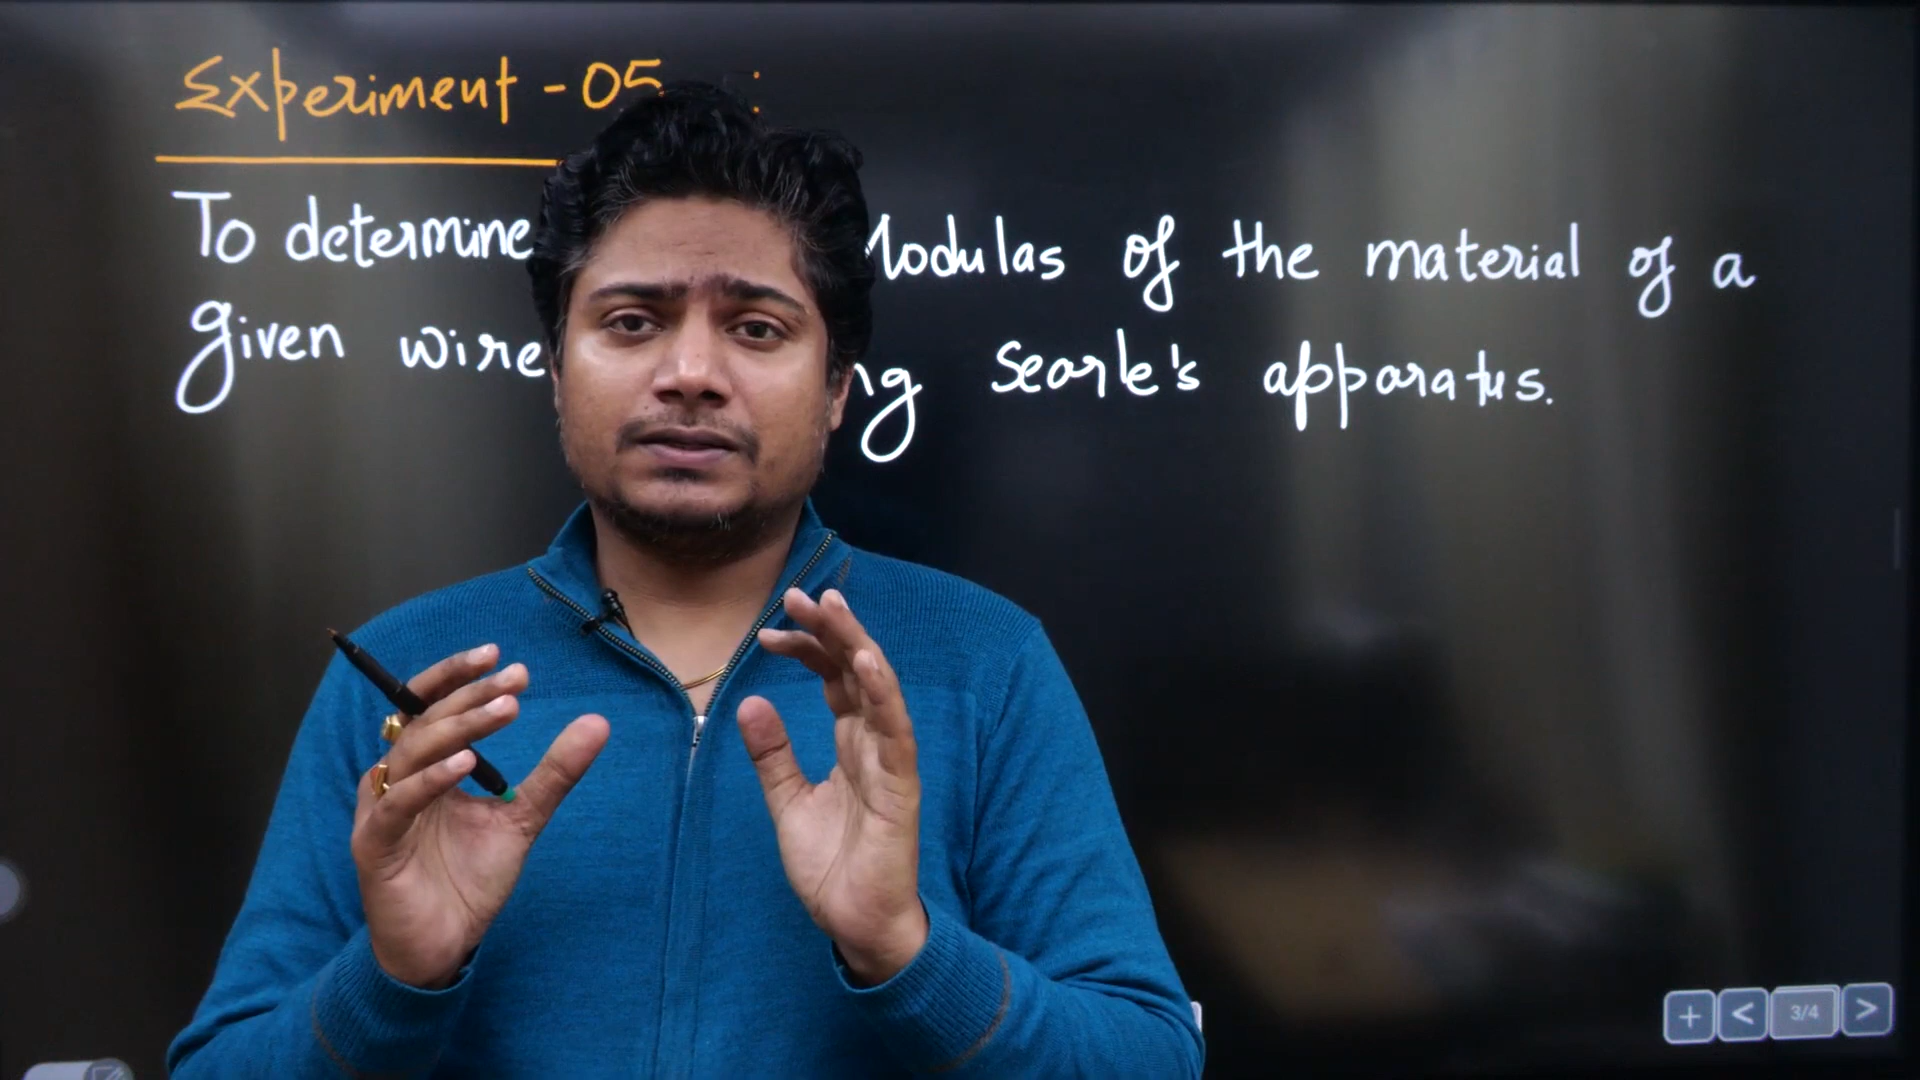 Experiment - 05 :
To determine Modulas of the material of a
given wire Searle's apparatus.
3/4